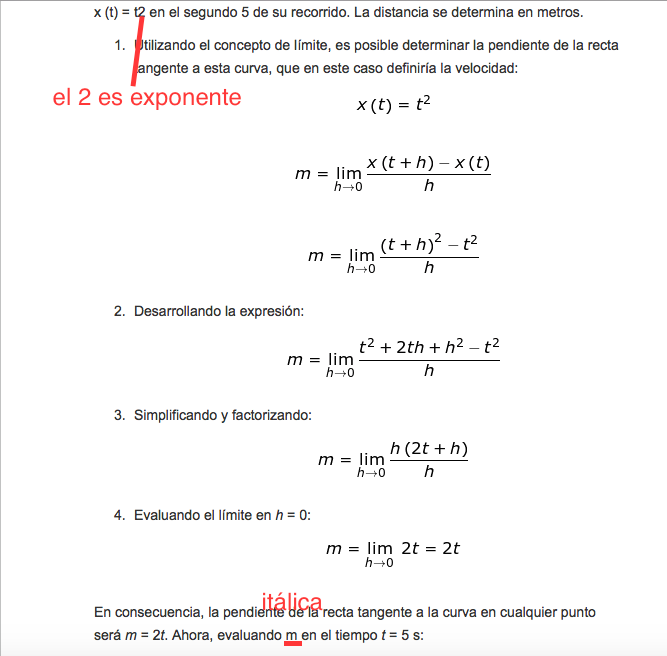 x (t) = t2 en el segundo 5 de su recorrido. La distancia se determina en metros.
1. Utilizando el concepto de límite, es posible determinar la pendiente de la recta
tangente a esta curva, que en este caso definiría la velocidad:
el 2 es exponente
x (t) = t²
m = lim h→0 x (t + h) − x (t) / h
m = lim h→0 (t + h)² − t² / h
2. Desarrollando la expresión:
m = lim h→0 t² + 2th + h² − t² / h
3. Simplificando y factorizando:
m = lim h→0 h (2t + h) / h
4. Evaluando el límite en h = 0:
m = lim h→0 2t = 2t
itálica
En consecuencia, la pendiente de la recta tangente a la curva en cualquier punto
será m = 2t. Ahora, evaluando m en el tiempo t = 5 s: